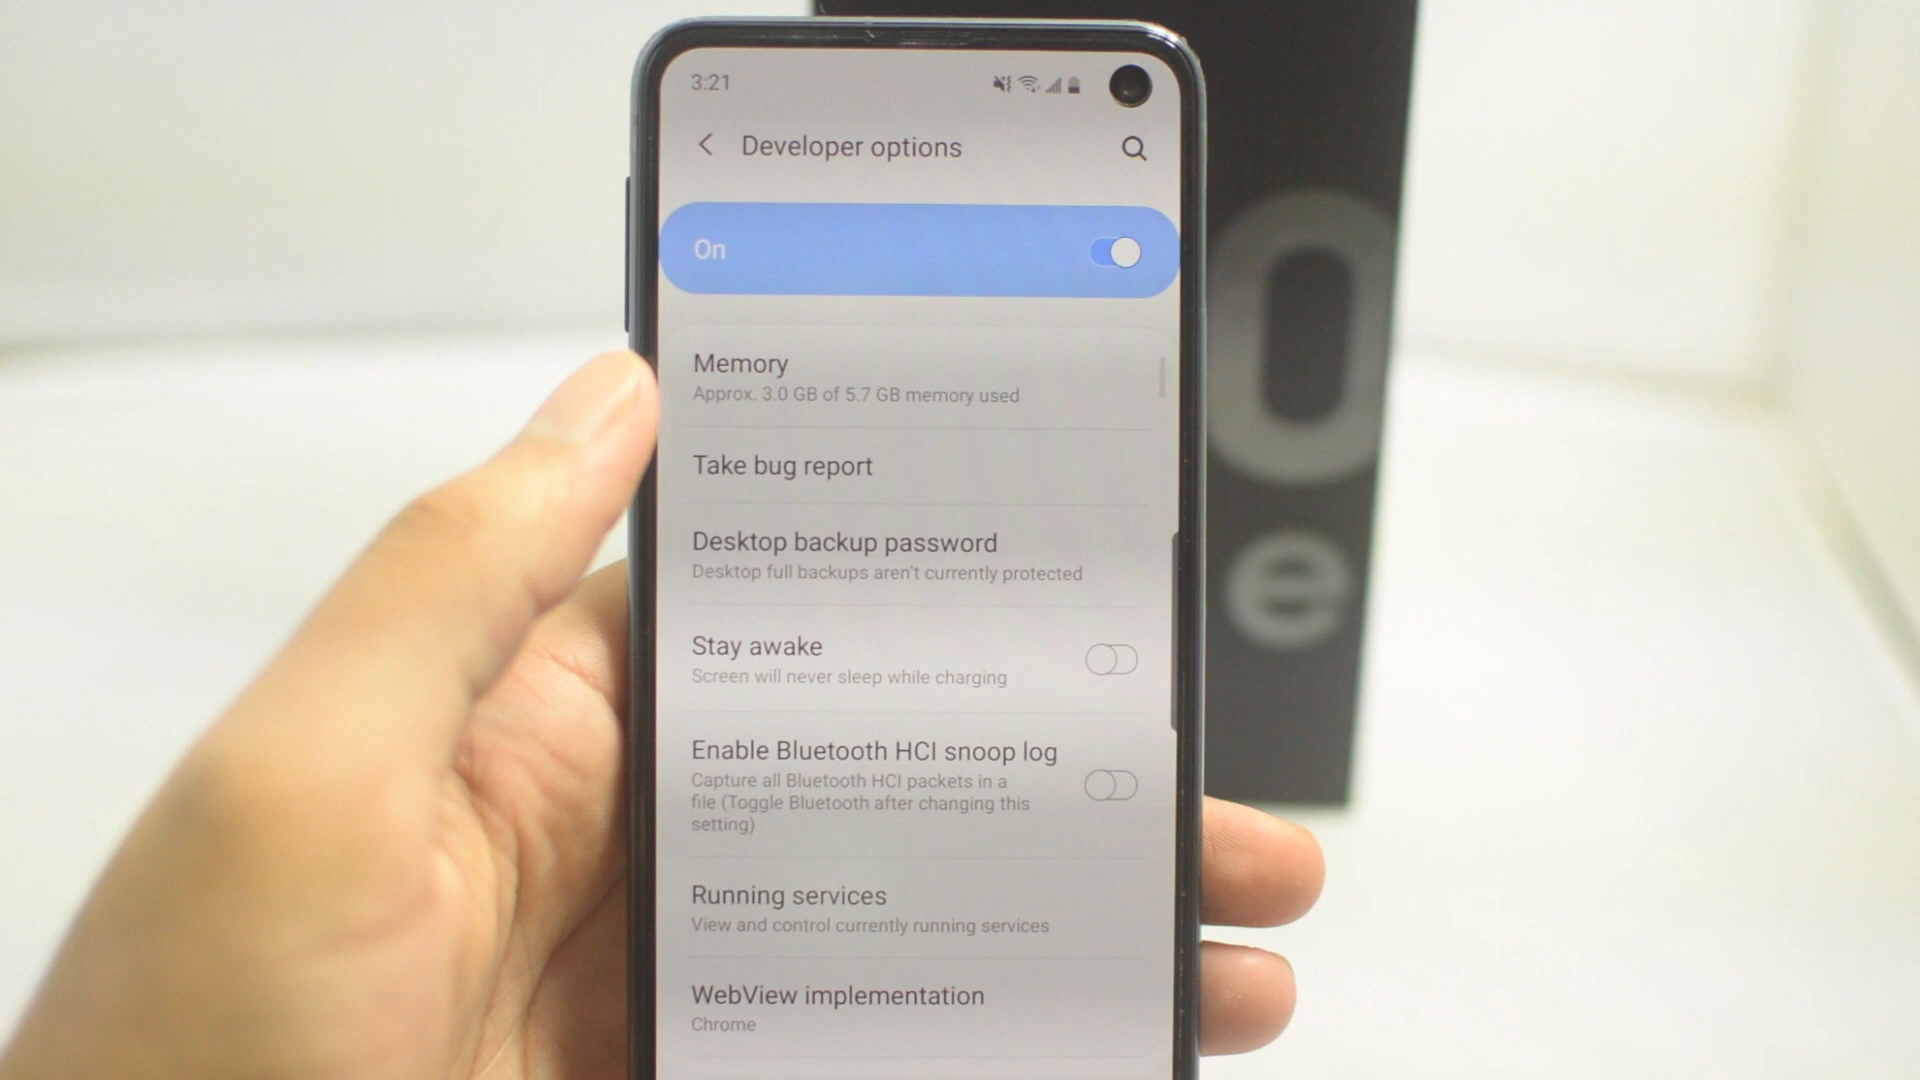 3:21
Developer options
On
Memory
Approx. 3.0 GB of 5.7 GB memory used
Take bug report
Desktop backup password
Desktop full backups aren't currently protected
Stay awake
Screen will never sleep while charging
Enable Bluetooth HCI snoop log
Capture all Bluetooth HCI packets in a
file (Toggle Bluetooth after changing this
setting)
Running services
View and control currently running services
WebView implementation
Chrome
0
e